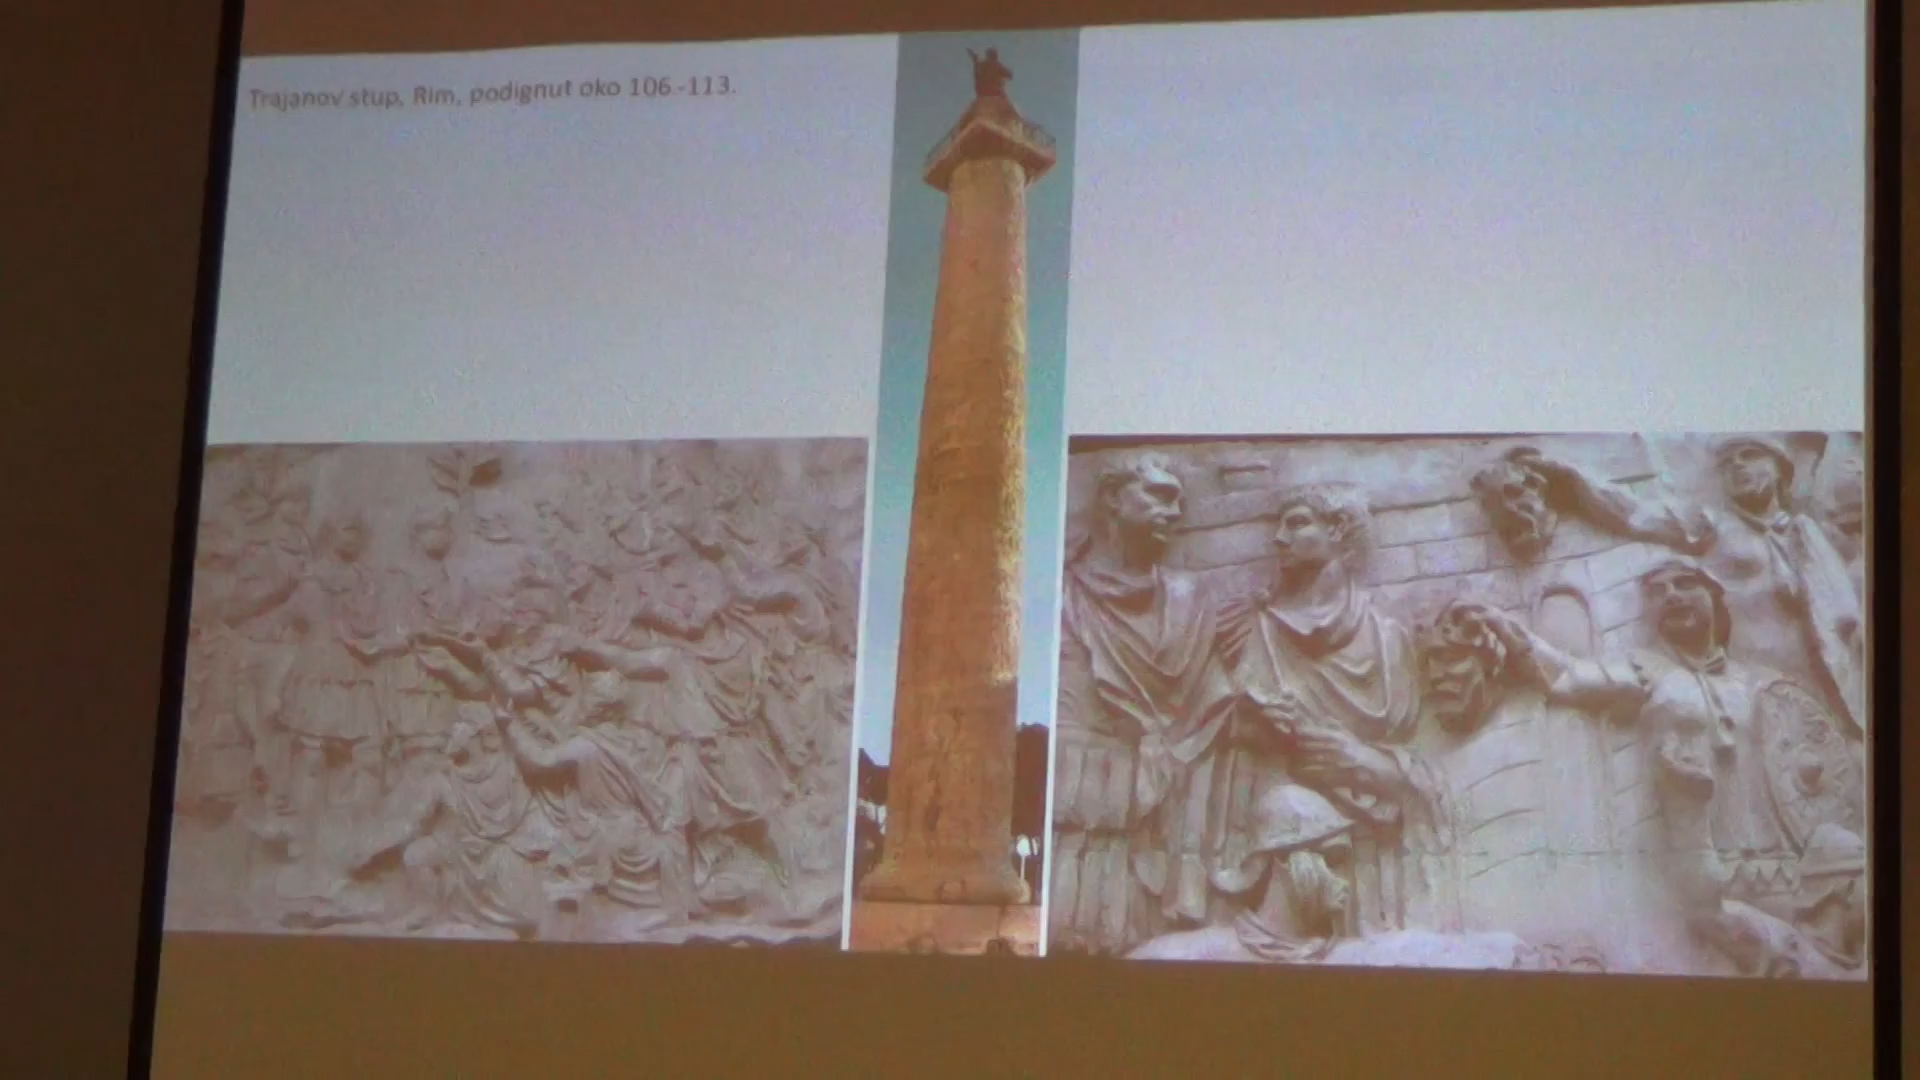 Trajanov stup, Rim, podignut oko 106.-113.